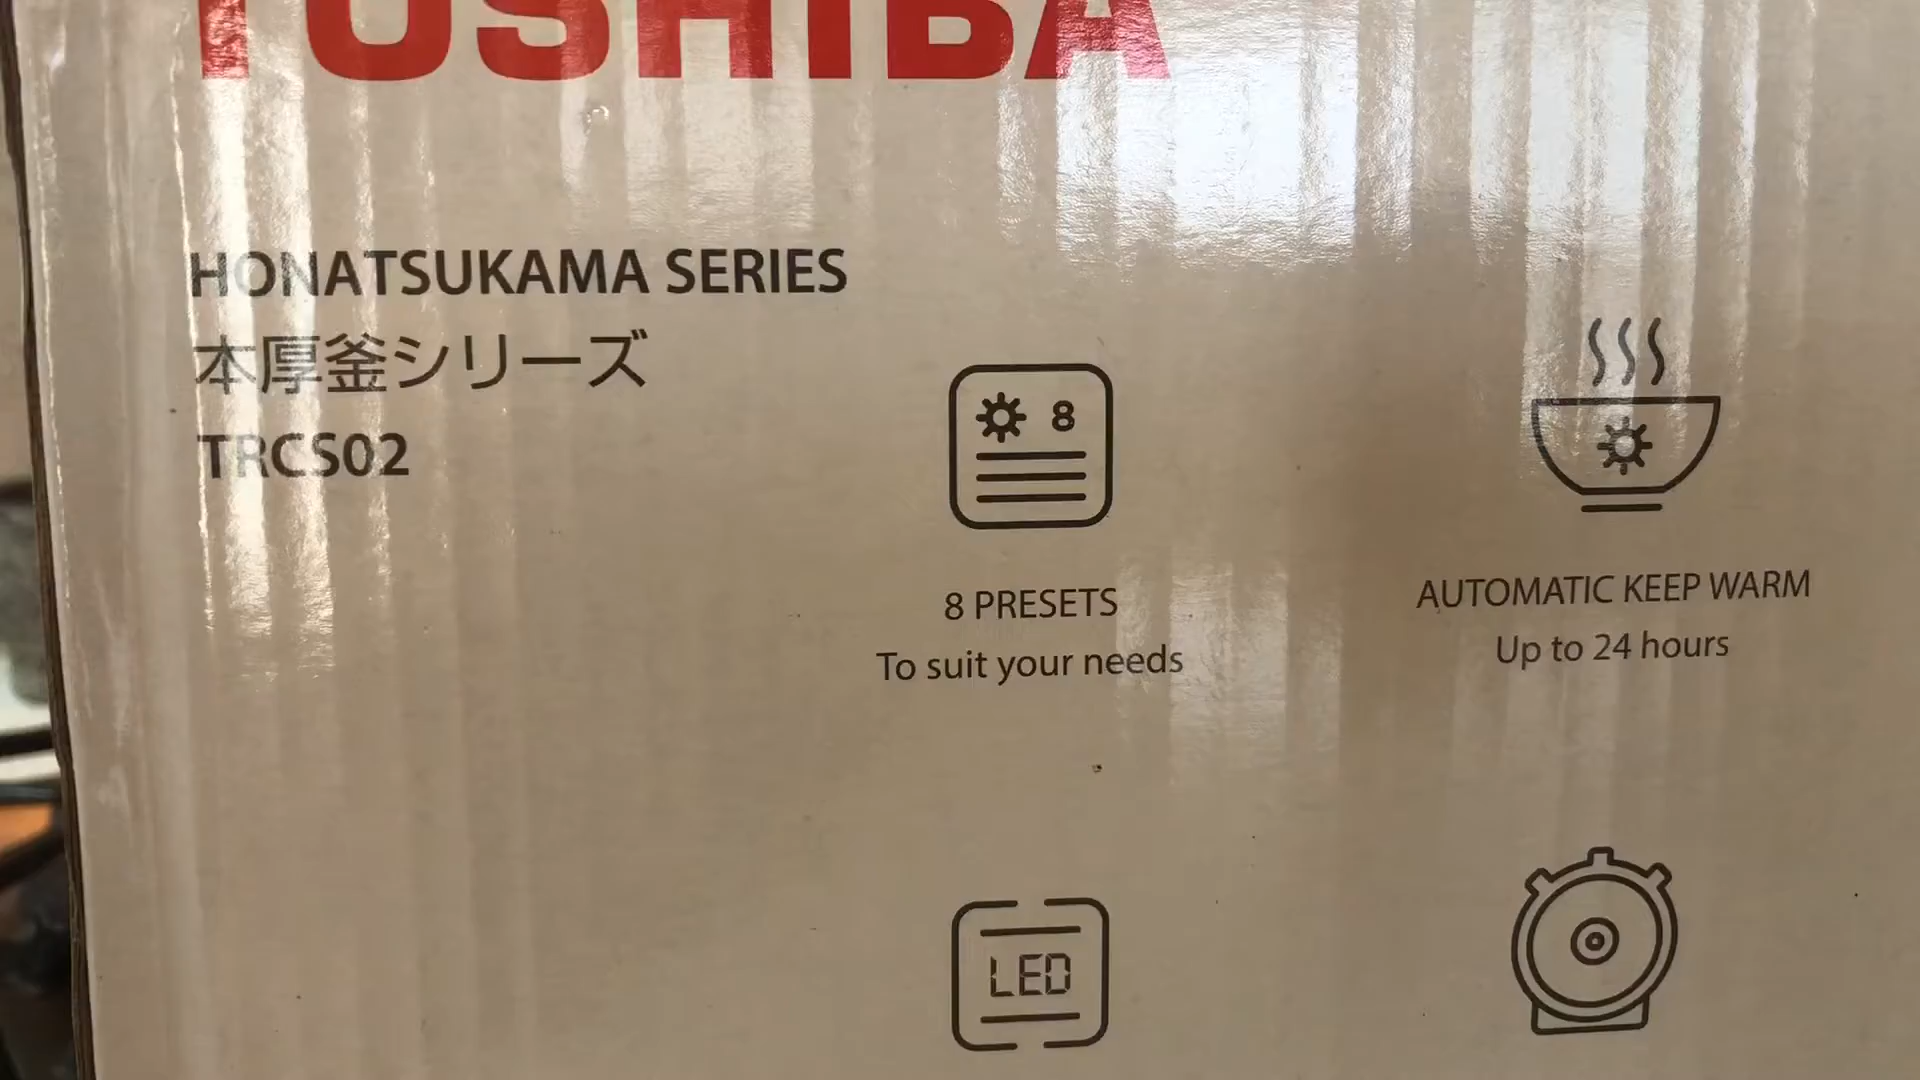 TOSHIBA
HONATSUKAMA SERIES
本厚釜シリーズ
TRCS02
8
8 PRESETS
To suit your needs
AUTOMATIC KEEP WARM
Up to 24 hours
LED